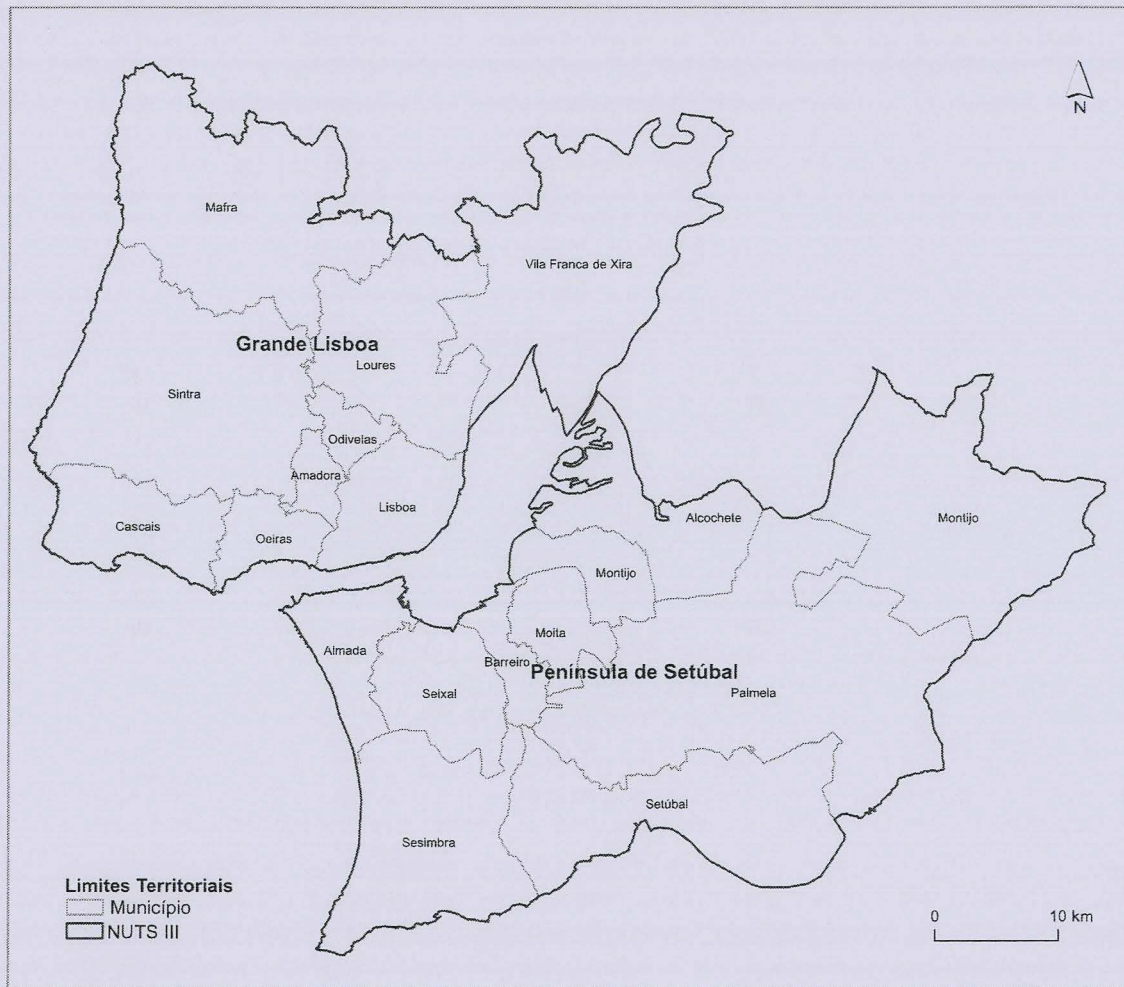 N
Mafra
Vila Franca de Xira
Grande Lisboa
Loures
Sintra
Odivelas
Amadora
Lisboa
Cascais
Oeiras
Alcochete
Montijo
Montijo
Moita
Almada
Barreiro
Península de Setúbal
Seixal
Palmela
Setúbal
Sesimbra
Limites Territoriais
Município
NUTS III
0 10 km